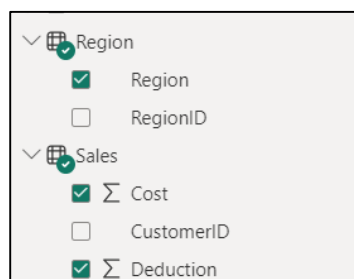 Region
Region
RegionID
Sales
Σ Cost
CustomerID
Σ Deduction